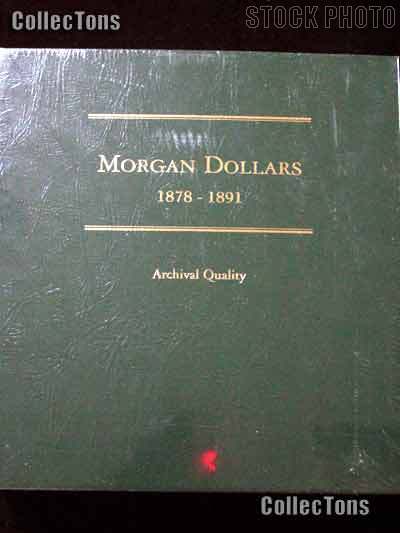 CollecTons
STOCK PHOTO
MORGAN DOLLARS
1878 - 1891
Archival Quality
CollecTons